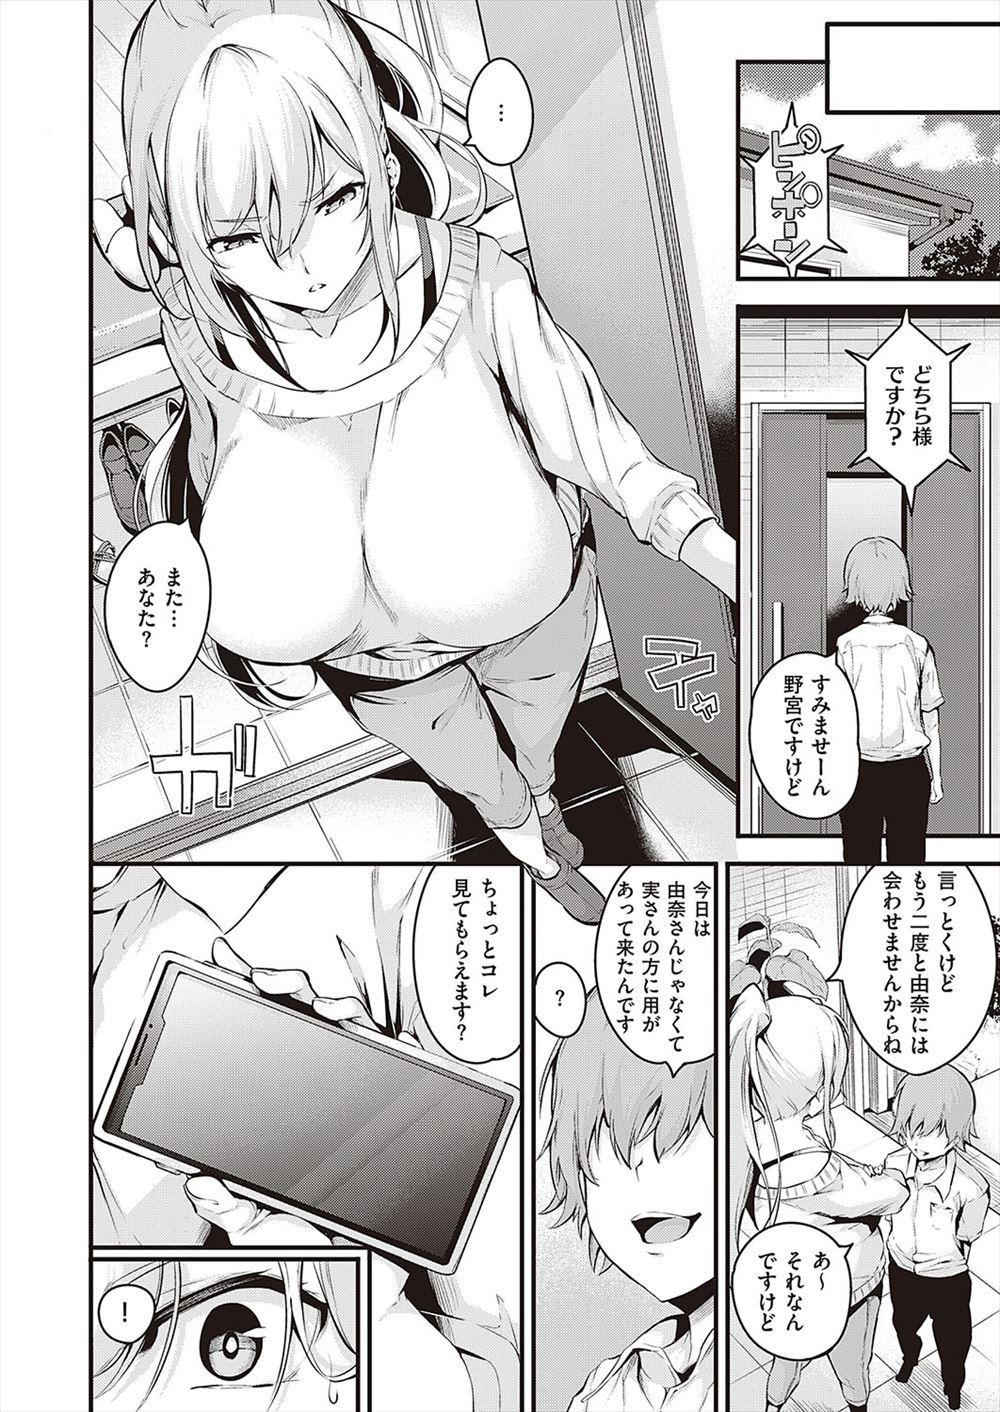 ピンポーン
どちら様
ですか？
すみませーん
野宮ですけど
ガチャ
…
また…
あなた？
言っとくけど
もう二度と由奈には
会わせませんからね
あ～
それなん
ですけど
今日は
由奈さんじゃなくて
実さんの方に用が
あって来たんです
？
ちょっとコレ
見てもらえます？
！